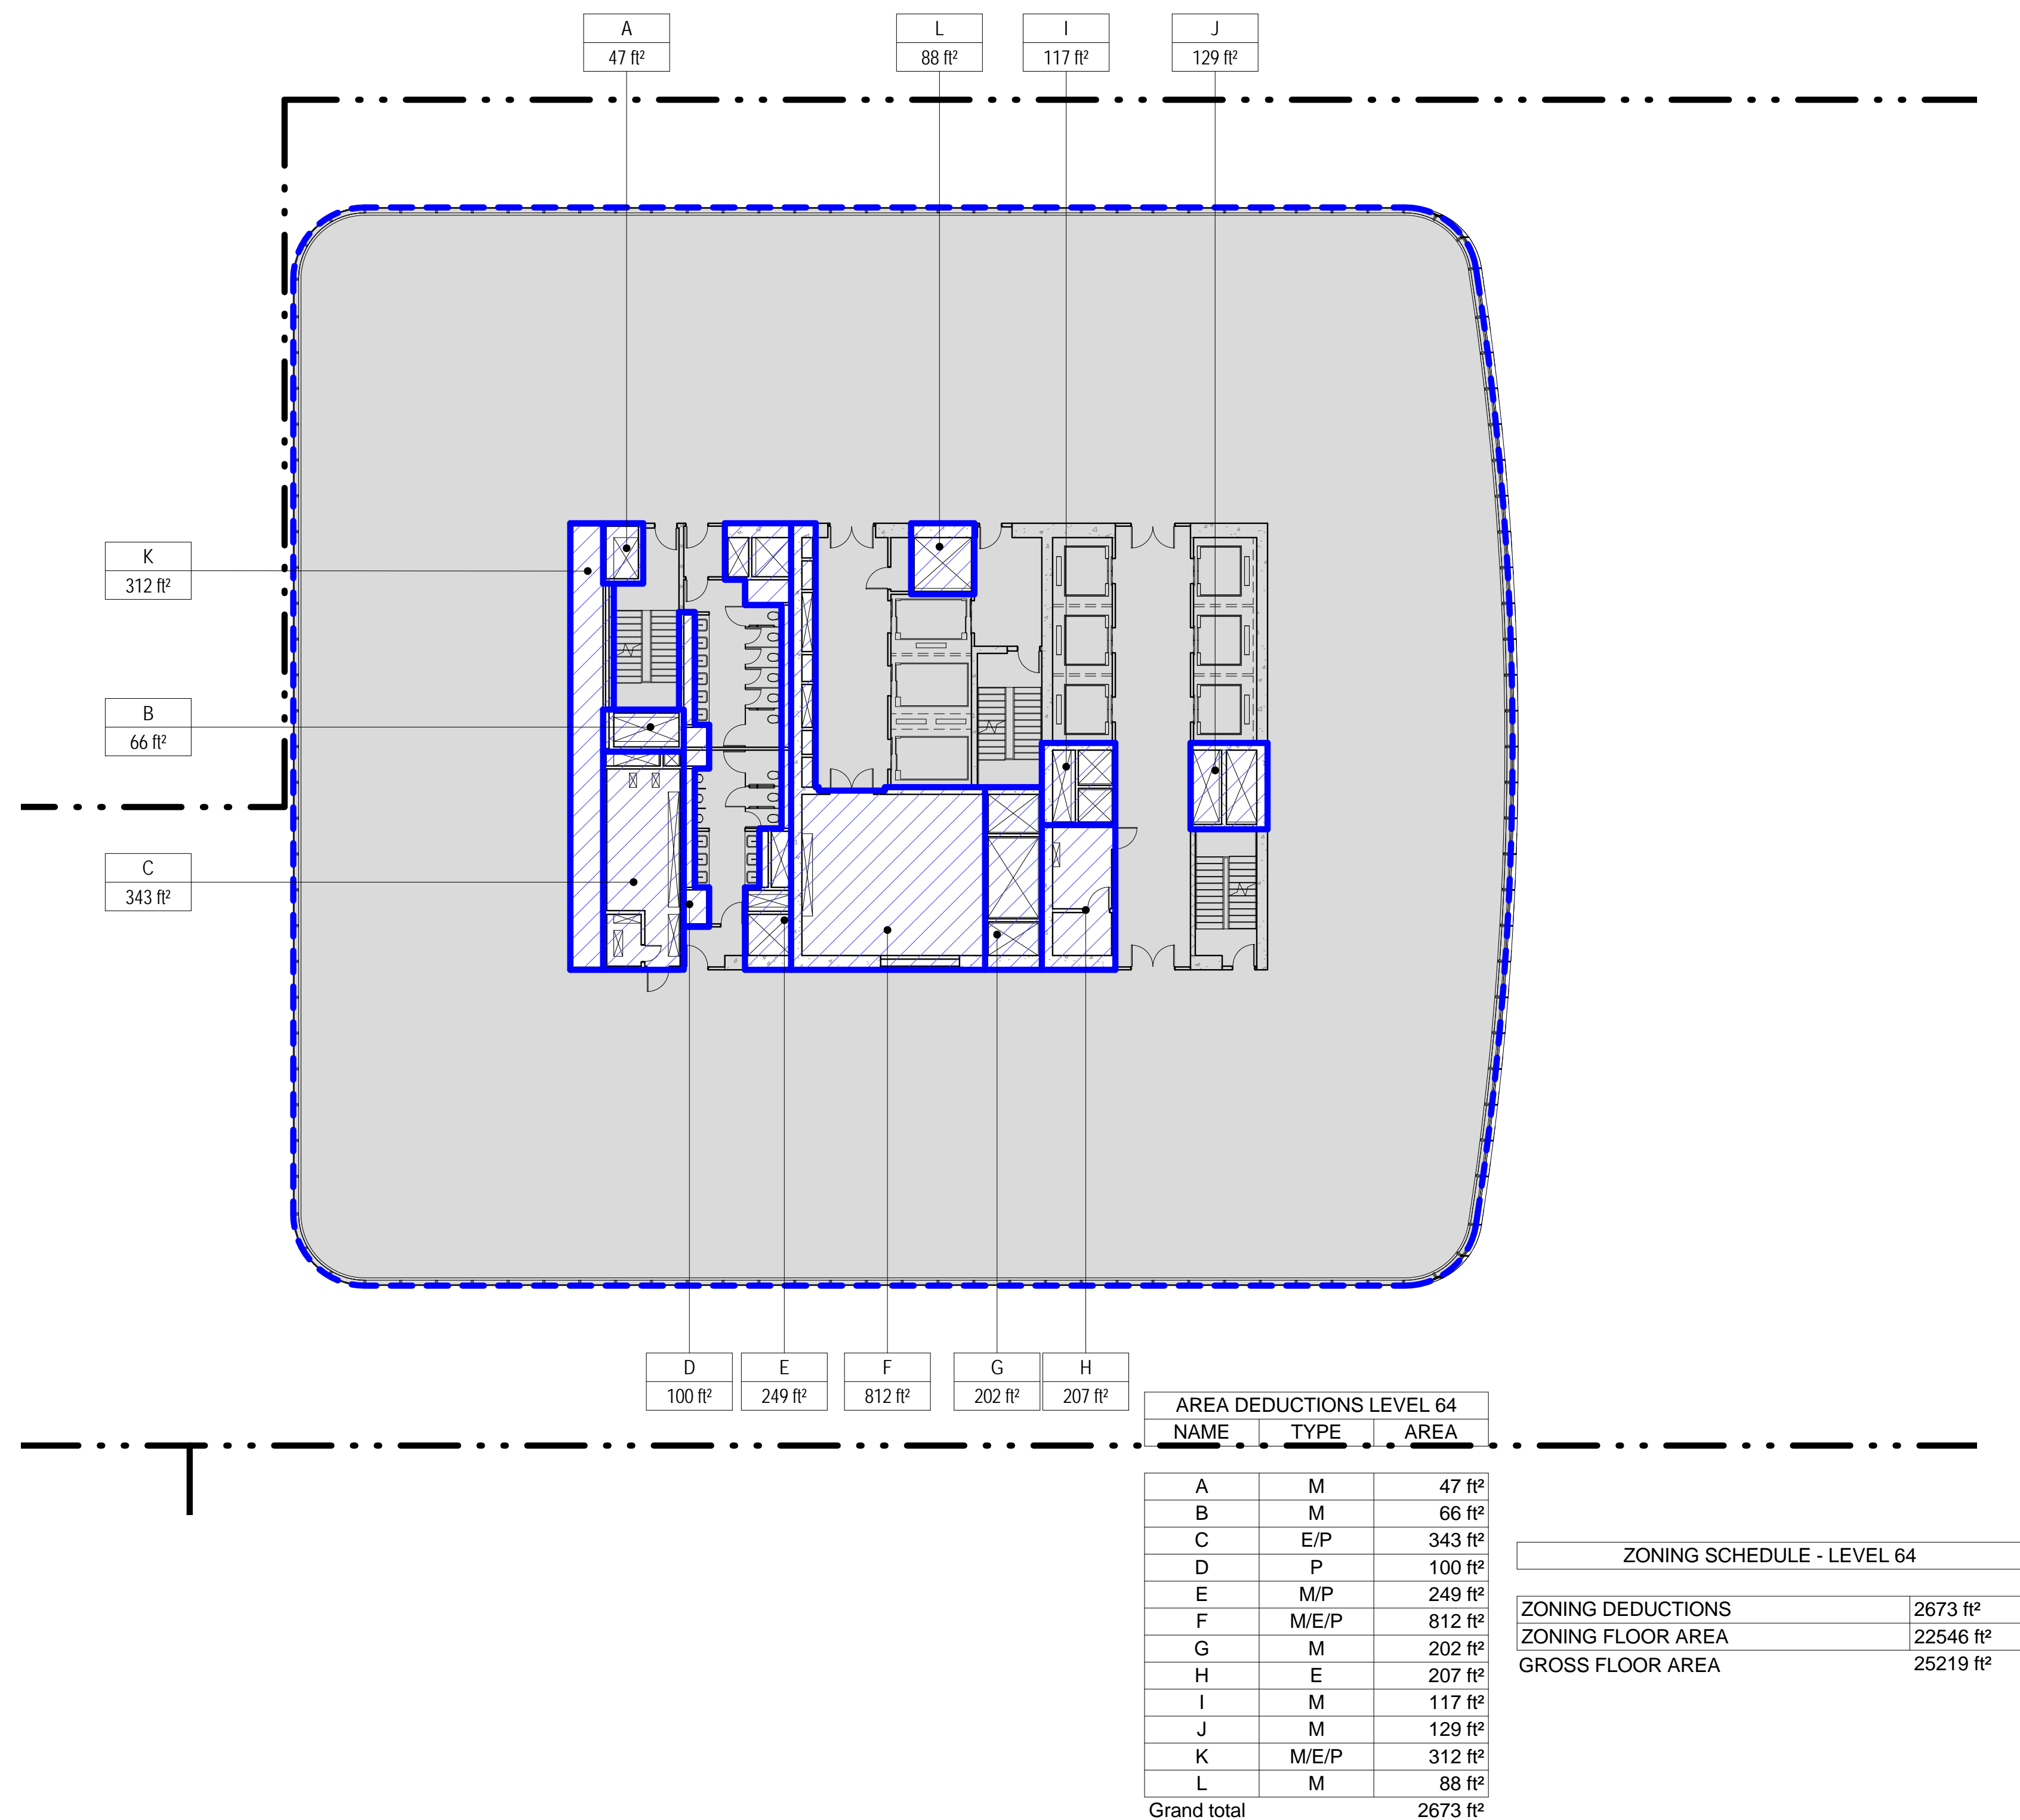 A
47 ft²
L
88 ft²
I
117 ft²
J
129 ft²
K
312 ft²
B
66 ft²
C
343 ft²
D
100 ft²
E
249 ft²
F
812 ft²
G
202 ft²
H
207 ft²
AREA DEDUCTIONS LEVEL 64
NAME TYPE AREA
A M 47 ft²
B M 66 ft²
C E/P 343 ft²
D P 100 ft²
E M/P 249 ft²
F M/E/P 812 ft²
G M 202 ft²
H E 207 ft²
I M 117 ft²
J M 129 ft²
K M/E/P 312 ft²
L M 88 ft²
Grand total 2673 ft²
ZONING SCHEDULE - LEVEL 64
ZONING DEDUCTIONS 2673 ft²
ZONING FLOOR AREA 22546 ft²
GROSS FLOOR AREA 25219 ft²